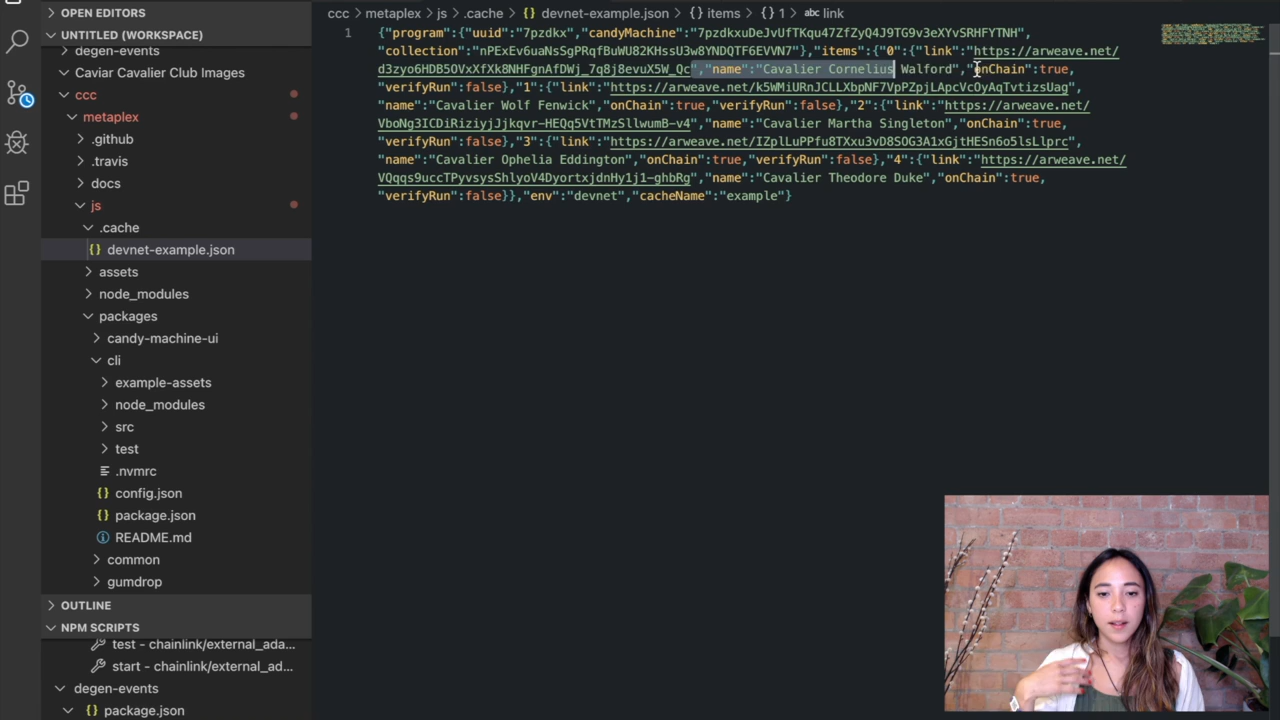 OPEN EDITORS
UNTITLED (WORKSPACE)
degen-events
Caviar Cavalier Club Images
ccc
metaplex
.github
.travis
docs
js
.cache
devnet-example.json
assets
node_modules
packages
candy-machine-ui
cli
example-assets
node_modules
src
test
.nvmrc
config.json
package.json
README.md
common
gumdrop
OUTLINE
NPM SCRIPTS
test - chainlink/external_ada...
start - chainlink/external_ad...
degen-events
package.json
ccc > metaplex > js > .cache > {} devnet-example.json > {} items > {} 1 > abc link
1
{"program":{"uuid":"7pzdkx","candyMachine":"7pzdkxuDeJvUfTKqu47ZfZyQ4J9TG9v3eXYvSRHFYTNH",
"collection":"nPExEv6uaNsSgPRqfBuWU82KHssU3w8YNDQTF6EVVN7"},"items":{"0":{"link":"https://arweave.net/
d3zyo6HDB5OVxXfXk8NHFgnAfDWj_7q8j8evuX5W_Qc","name":"Cavalier Cornelius Walford","onChain":true,
"verifyRun":false},"1":{"link":"https://arweave.net/k5WMiURnJCLLXbpNF7VpPZpjLApcVcOyAqTvtizsUag",
"name":"Cavalier Wolf Fenwick","onChain":true,"verifyRun":false},"2":{"link":"https://arweave.net/
VboNg3ICDiRiziyjJjkqvr-HEQq5VtTMzSllwumB-v4","name":"Cavalier Martha Singleton","onChain":true,
"verifyRun":false},"3":{"link":"https://arweave.net/IZplLuPPfu8TXxu3vD8SOG3A1xGjtHESn6o5lsLlprc",
"name":"Cavalier Ophelia Eddington","onChain":true,"verifyRun":false},"4":{"link":"https://arweave.net/
VQqqs9uccTPyvsysShlyoV4DyortxjdnHy1j1-ghbRg","name":"Cavalier Theodore Duke","onChain":true,
"verifyRun":false}},"env":"devnet","cacheName":"example"}